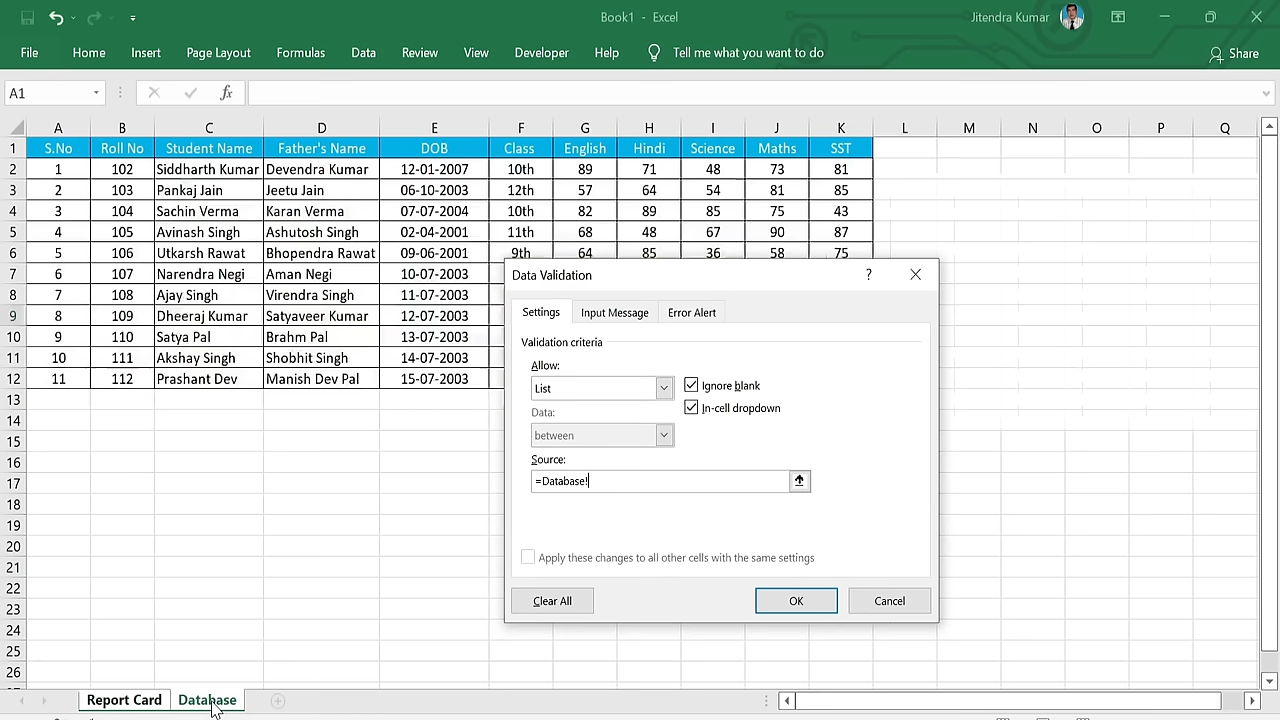 Book1 - Excel
Jitendra Kumar
File Home Insert Page Layout Formulas Data Review View Developer Help Tell me what you want to do Share
A1 fx
A B C D E F G H I J K L M N O P Q
1 S.No Roll No Student Name Father's Name DOB Class English Hindi Science Maths SST
2 1 102 Siddharth Kumar Devendra Kumar 12-01-2007 10th 89 71 48 73 81
3 2 103 Pankaj Jain Jeetu Jain 06-10-2003 12th 57 64 54 81 85
4 3 104 Sachin Verma Karan Verma 07-07-2004 10th 82 89 85 75 43
5 4 105 Avinash Singh Ashutosh Singh 02-04-2001 11th 68 48 67 90 87
6 5 106 Utkarsh Rawat Bhopendra Rawat 09-06-2001 9th 64 85 36 58 75
7 6 107 Narendra Negi Aman Negi 10-07-2003
8 7 108 Ajay Singh Virendra Singh 11-07-2003
9 8 109 Dheeraj Kumar Satyaveer Kumar 12-07-2003
10 9 110 Satya Pal Brahm Pal 13-07-2003
11 10 111 Akshay Singh Shobhit Singh 14-07-2003
12 11 112 Prashant Dev Manish Dev Pal 15-07-2003
13
14
15
16
17
18
19
20
21
22
23
24
25
26
Data Validation ?
Settings Input Message Error Alert
Validation criteria
Allow:
List Ignore blank
In-cell dropdown
Data:
between
Source:
=Database!
Apply these changes to all other cells with the same settings
Clear All OK Cancel
Report Card Database